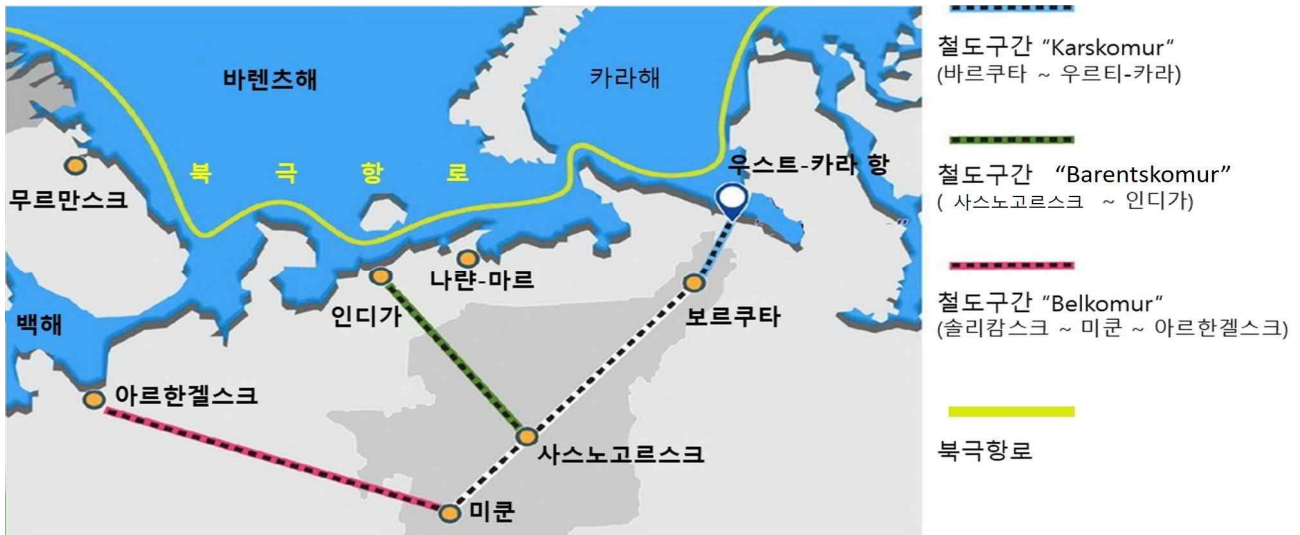 바렌츠해
카라해
북 극 항 로
우스트-카라 항
무르만스크
나랸-마르
인디가
보르쿠타
백해
아르한겔스크
사스노고르스크
미쿤
철도구간 "Karskomur"
(바르쿠타 ~ 우르티-카라)
철도구간 “Barentskomur”
( 사스노고르스크 ~ 인디가)
철도구간 "Belkomur"
(솔리캄스크 ~ 미쿤 ~ 아르한겔스크)
북극항로